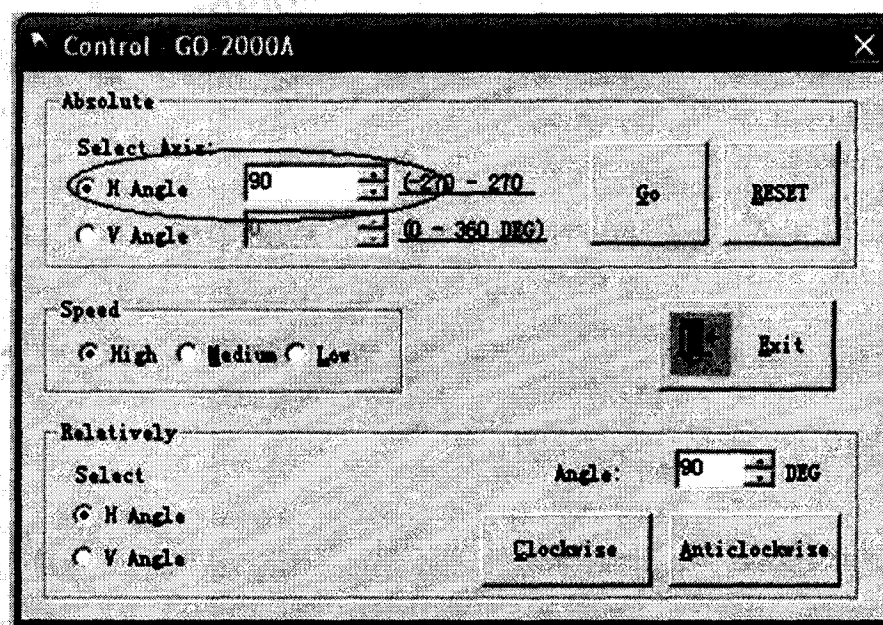 Control - GO-2000A
Absolute
Select Axis:
H Angle 90 (-270 - 270
Go RESET
V Angle 0 (0 - 360 DEG)
Speed
High Medium Low
Exit
Relatively
Select
Angle: 90 DEG
H Angle
V Angle
Clockwise Anticlockwise